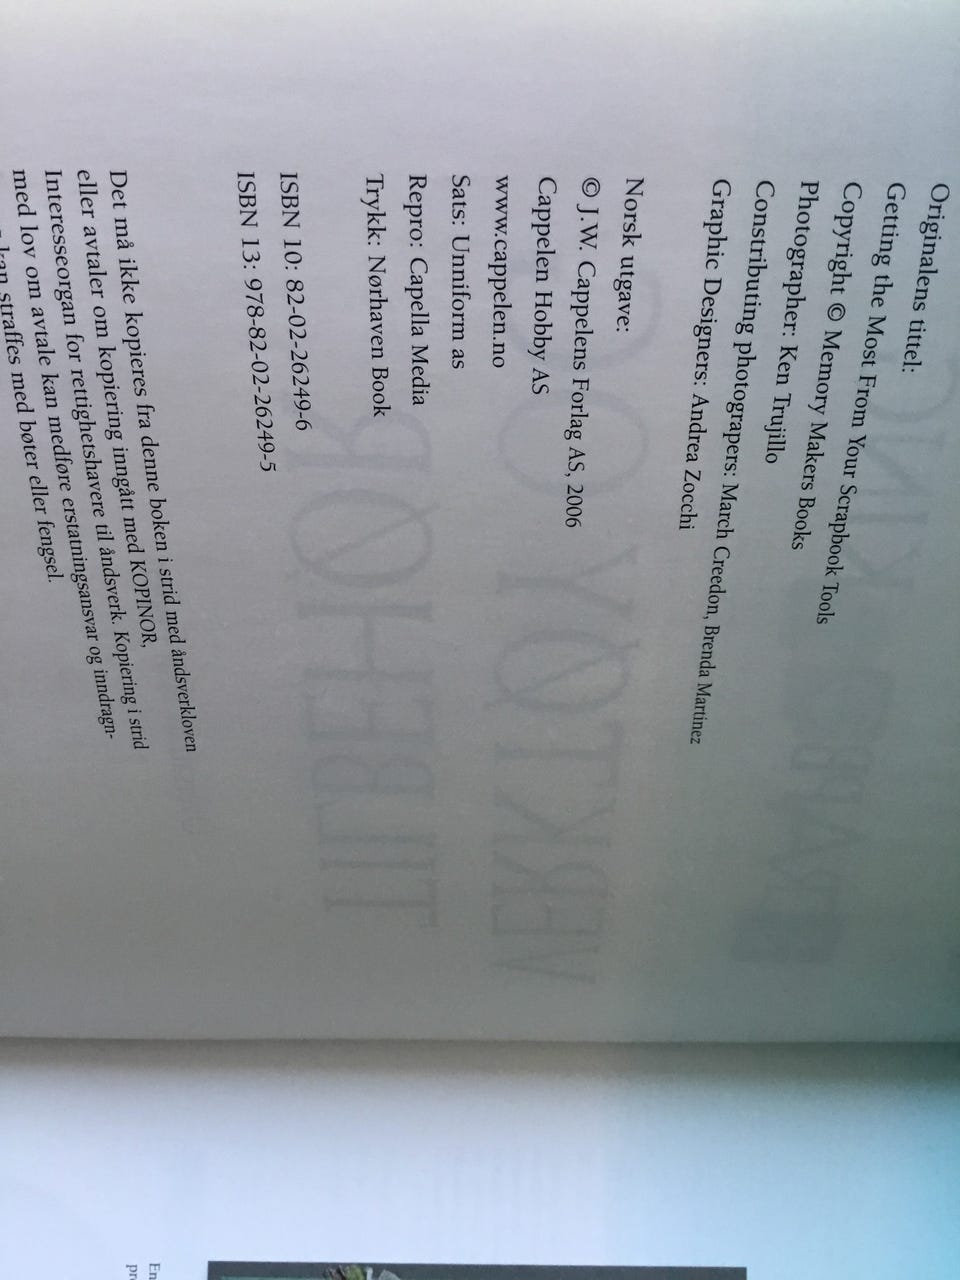 Originalens tittel:
Getting the Most From Your Scrapbook Tools
Copyright © Memory Makers Books
Photographer: Ken Trujillo
Constributing photograpers: March Creedon, Brenda Martinez
Graphic Designers: Andrea Zocchi
Norsk utgave:
© J.W. Cappelens Forlag AS, 2006
Cappelen Hobby AS
www.cappelen.no
Sats: Unniform as
Repro: Capella Media
Trykk: Nørhaven Book
ISBN 10: 82-02-26249-6
ISBN 13: 978-82-02-26249-5
Det må ikke kopieres fra denne boken i strid med åndsverkloven
eller avtaler om kopiering inngått med KOPINOR,
Interesseorgan for rettighetshavere til åndsverk. Kopiering i strid
med lov om avtale kan medføre erstatningsansvar og inndragn-
kan straffes med bøter eller fengsel.
VERKTØY OG
TILBEHØR
En